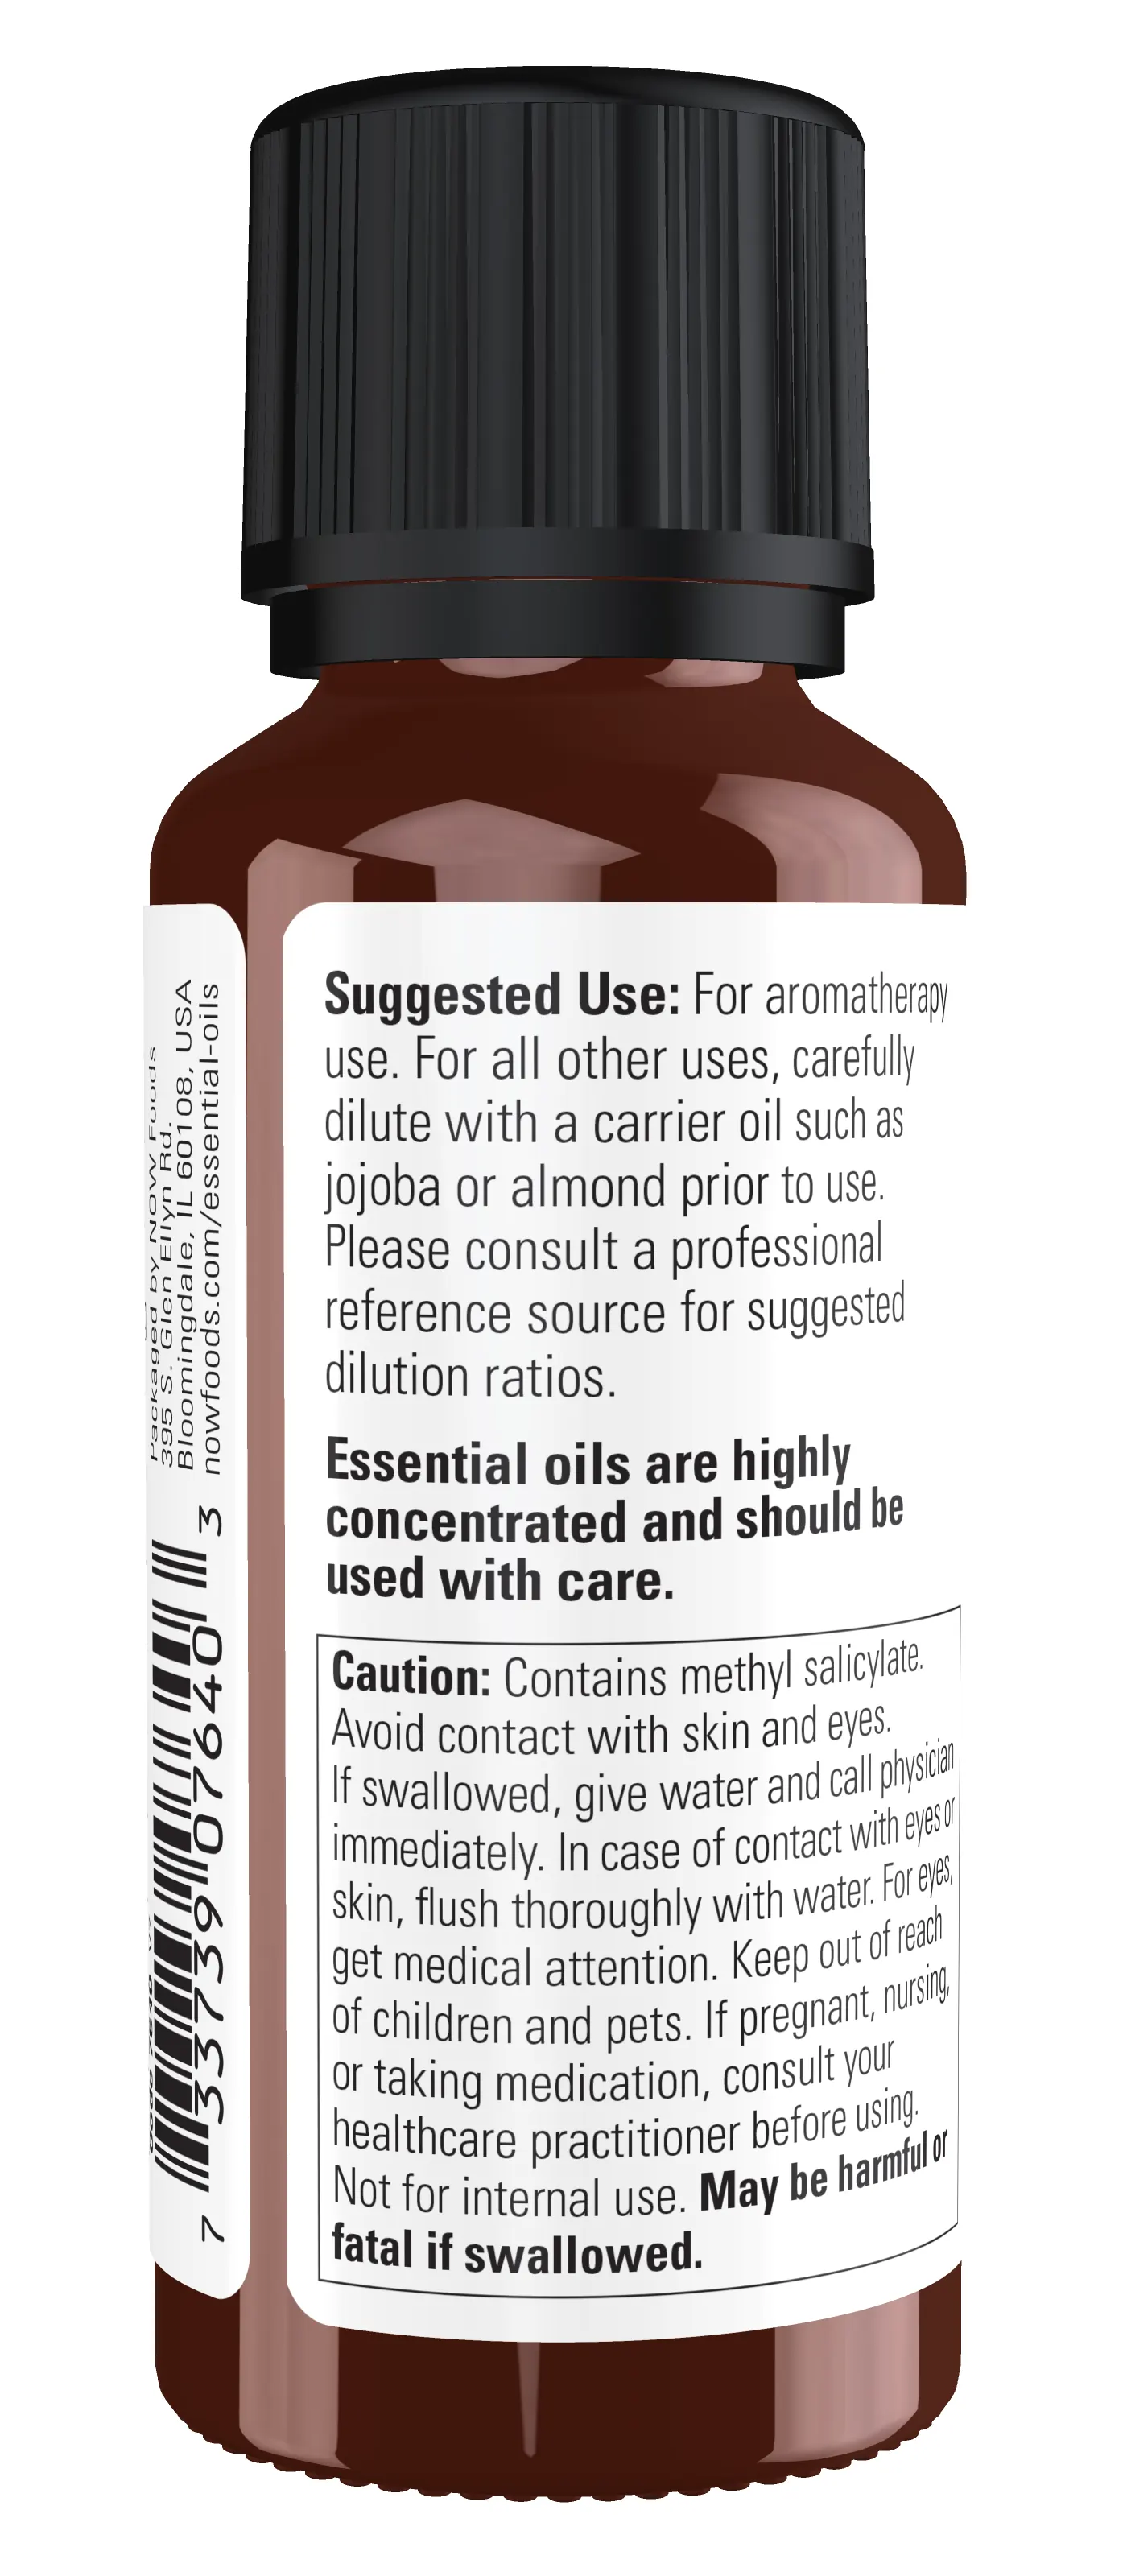 Suggested Use: For aromatherapy
use. For all other uses, carefully
dilute with a carrier oil such as
jojoba or almond prior to use.
Please consult a professional
reference source for suggested
dilution ratios.
Essential oils are highly
concentrated and should be
used with care.
Caution: Contains methyl salicylate.
Avoid contact with skin and eyes.
If swallowed, give water and call physician
immediately. In case of contact with eyes or
skin, flush thoroughly with water. For eyes,
get medical attention. Keep out of reach
of children and pets. If pregnant, nursing,
or taking medication, consult your
healthcare practitioner before using.
Not for internal use. May be harmful or
fatal if swallowed.
Packaged by NOW Foods
395 S. Glen Ellyn Rd.
Bloomingdale, IL 60108, USA
nowfoods.com/essential-oils
7 33739 07640 3